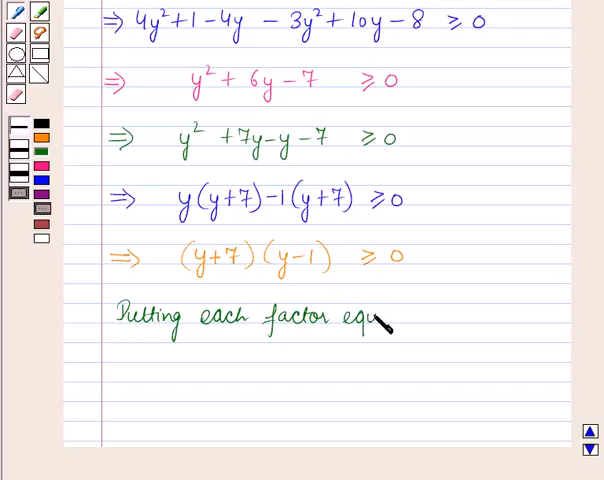 ⇒ 4y²+1-4y - 3y²+10y-8 ≥ 0
⇒ y² + 6y - 7 ≥ 0
⇒ y² +7y-y-7 ≥ 0
⇒ y(y+7)-1(y+7) ≥ 0
⇒ (y+7)(y-1) ≥ 0
Putting each factor equ